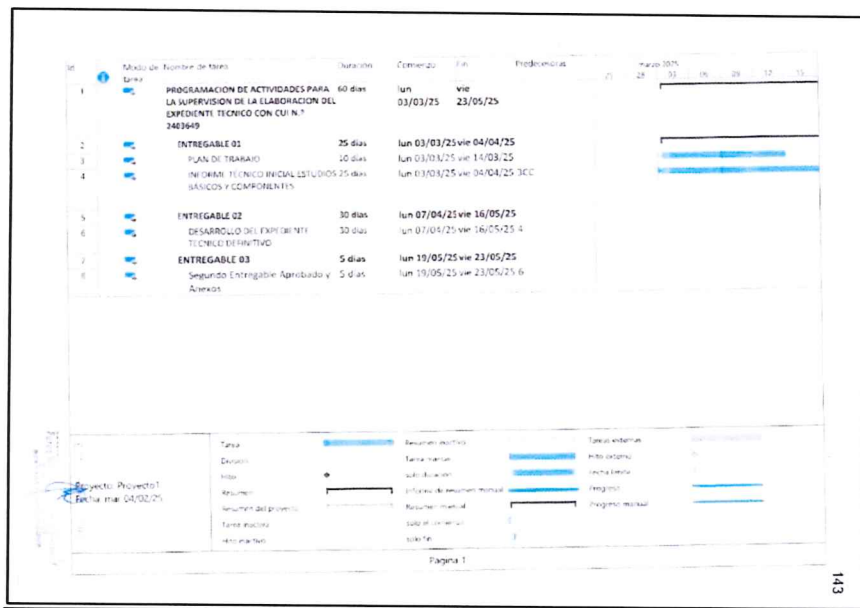 Id
Modo de tarea
Nombre de tarea
Duración
Comienzo
Fin
Predecesoras
marzo 2025
25 28 03 06 09 12 15
1 PROGRAMACION DE ACTIVIDADES PARA 60 días lun vie
LA SUPERVISION DE LA ELABORACION DEL 03/03/25 23/05/25
EXPEDIENTE TECNICO CON CUI N.°
2403649
2 ENTREGABLE 01 25 días lun 03/03/25 vie 04/04/25
3 PLAN DE TRABAJO 10 días lun 03/03/25 vie 14/03/25
4 INFORME TECNICO INICIAL ESTUDIOS 25 días lun 03/03/25 vie 04/04/25 3CC
BÁSICOS Y COMPONENTES
5 ENTREGABLE 02 30 días lun 07/04/25 vie 16/05/25
6 DESARROLLO DEL EXPEDIENTE 30 días lun 07/04/25 vie 16/05/25 4
TECNICO DEFINITIVO
7 ENTREGABLE 03 5 días lun 19/05/25 vie 23/05/25
8 Segundo Entregable Aprobado y 5 días lun 19/05/25 vie 23/05/25 6
Anexos
Proyecto: Proyecto1
Fecha: mar 04/02/25
Tarea
División
Hito
Resumen
Resumen del proyecto
Tarea inactiva
Hito inactivo
Resumen inactivo
Tarea manual
solo duración
Informe de resumen manual
Resumen manual
solo el comienzo
solo fin
Tareas externas
Hito externo
Fecha límite
Progreso
Progreso manual
Página 1
143